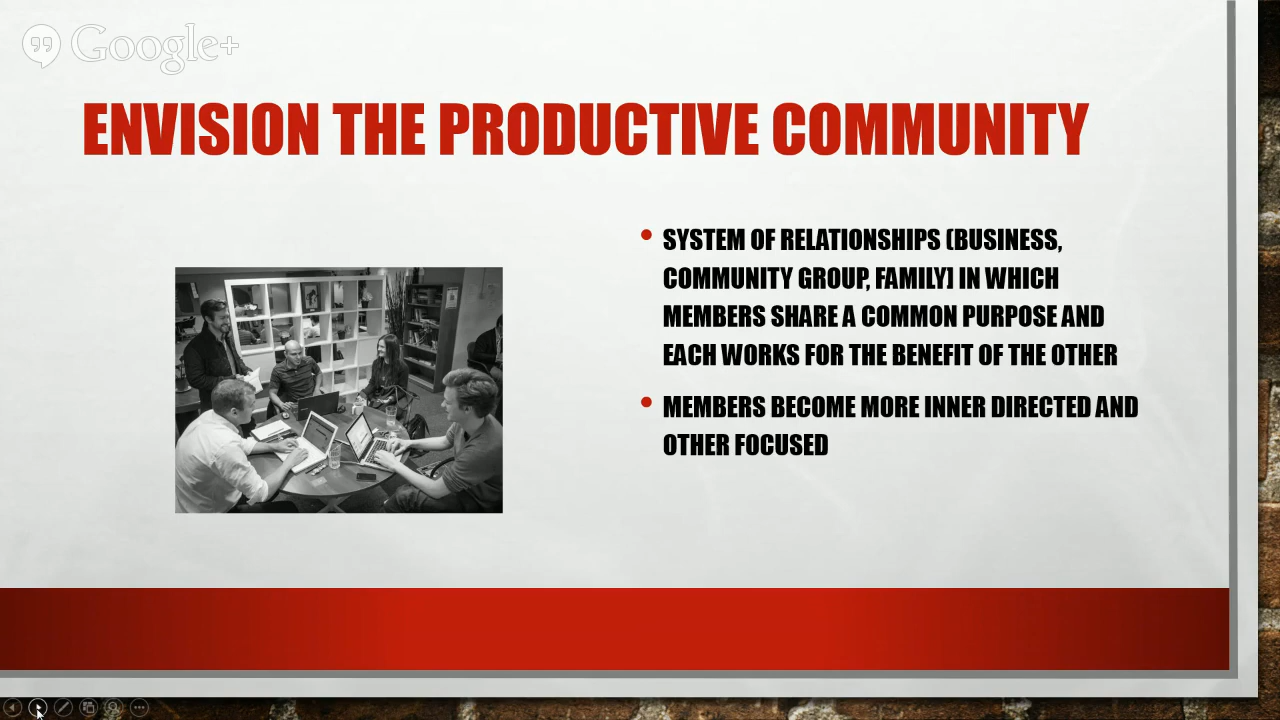 Google+
ENVISION THE PRODUCTIVE COMMUNITY
• SYSTEM OF RELATIONSHIPS (BUSINESS,
COMMUNITY GROUP, FAMILY] IN WHICH
MEMBERS SHARE A COMMON PURPOSE AND
EACH WORKS FOR THE BENEFIT OF THE OTHER
• MEMBERS BECOME MORE INNER DIRECTED AND
OTHER FOCUSED